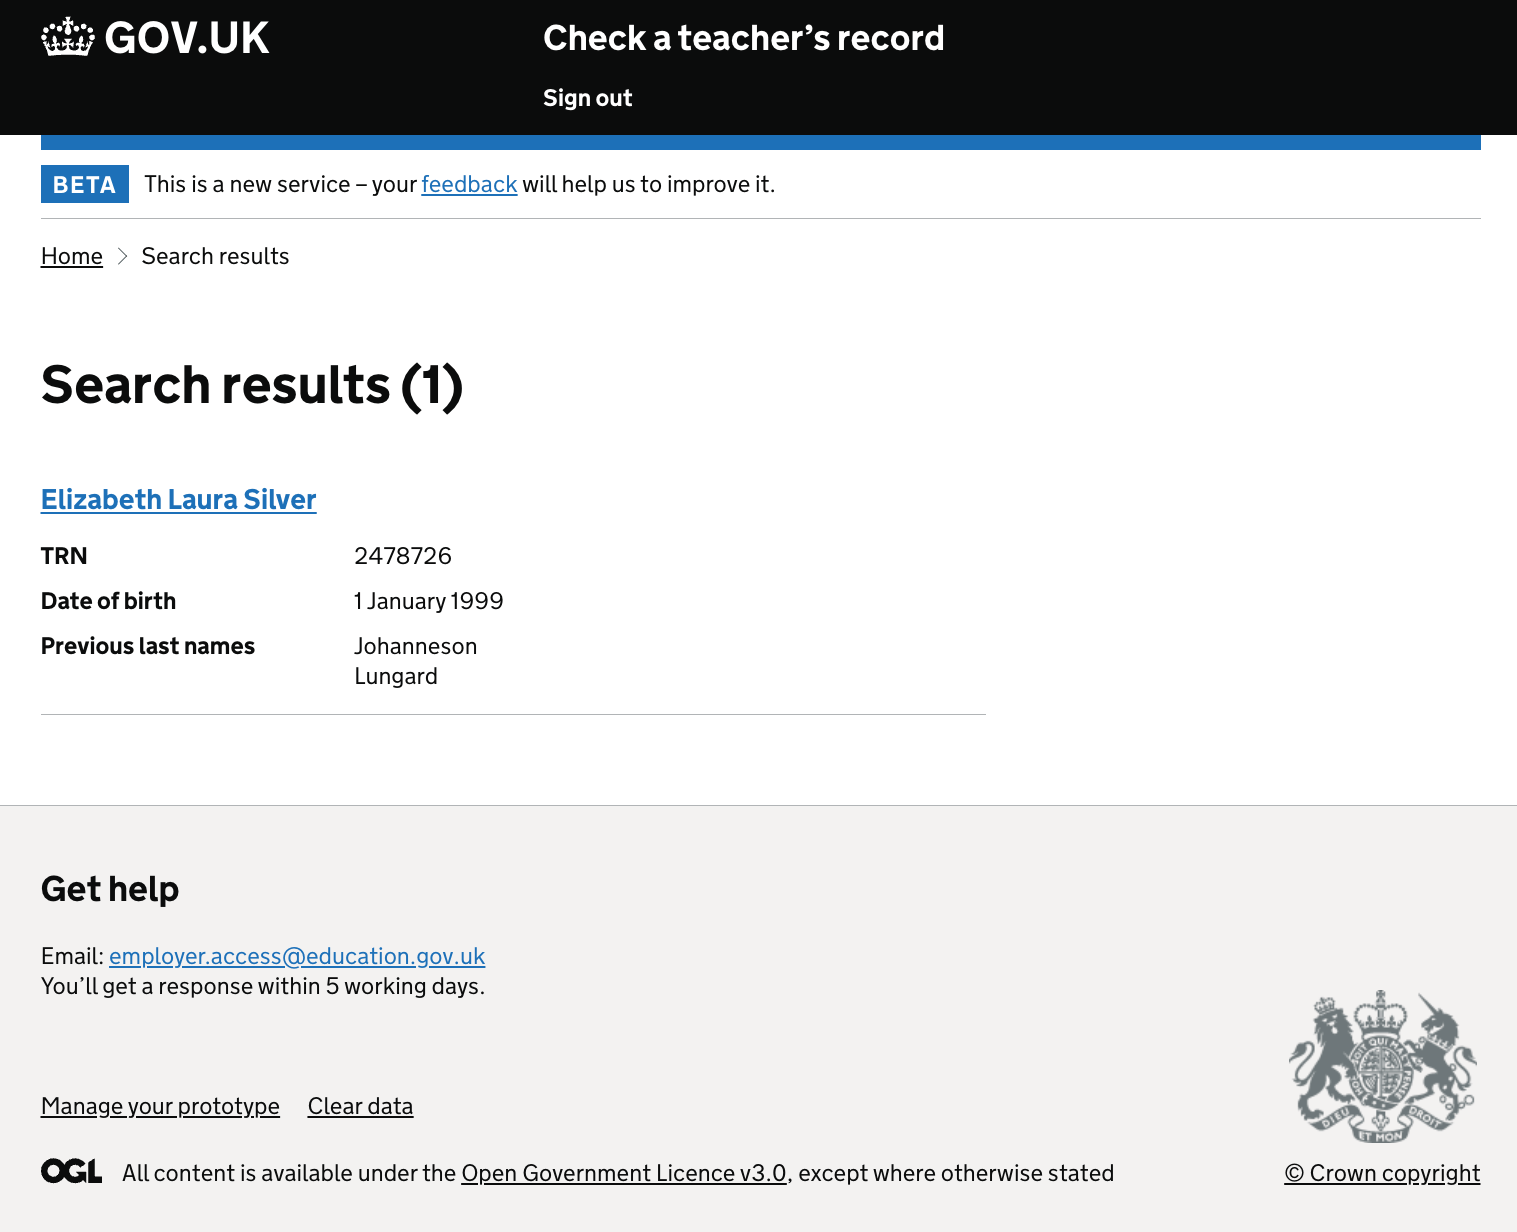 GOV.UK
Check a teacher’s record
Sign out
BETA
This is a new service – your feedback will help us to improve it.
Home
Search results
Search results (1)
Elizabeth Laura Silver
TRN 2478726
Date of birth 1 January 1999
Previous last names Johanneson
Lungard
Get help
Email: employer.access@education.gov.uk
You’ll get a response within 5 working days.
Manage your prototype Clear data
DIEU ET MON DROIT
OGL All content is available under the Open Government Licence v3.0, except where otherwise stated
© Crown copyright